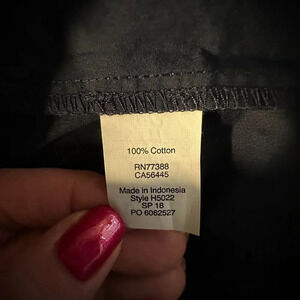 100% Cotton
RN77388
CA56445
Made in Indonesia
Style H5022
SP 18
PO 6062527